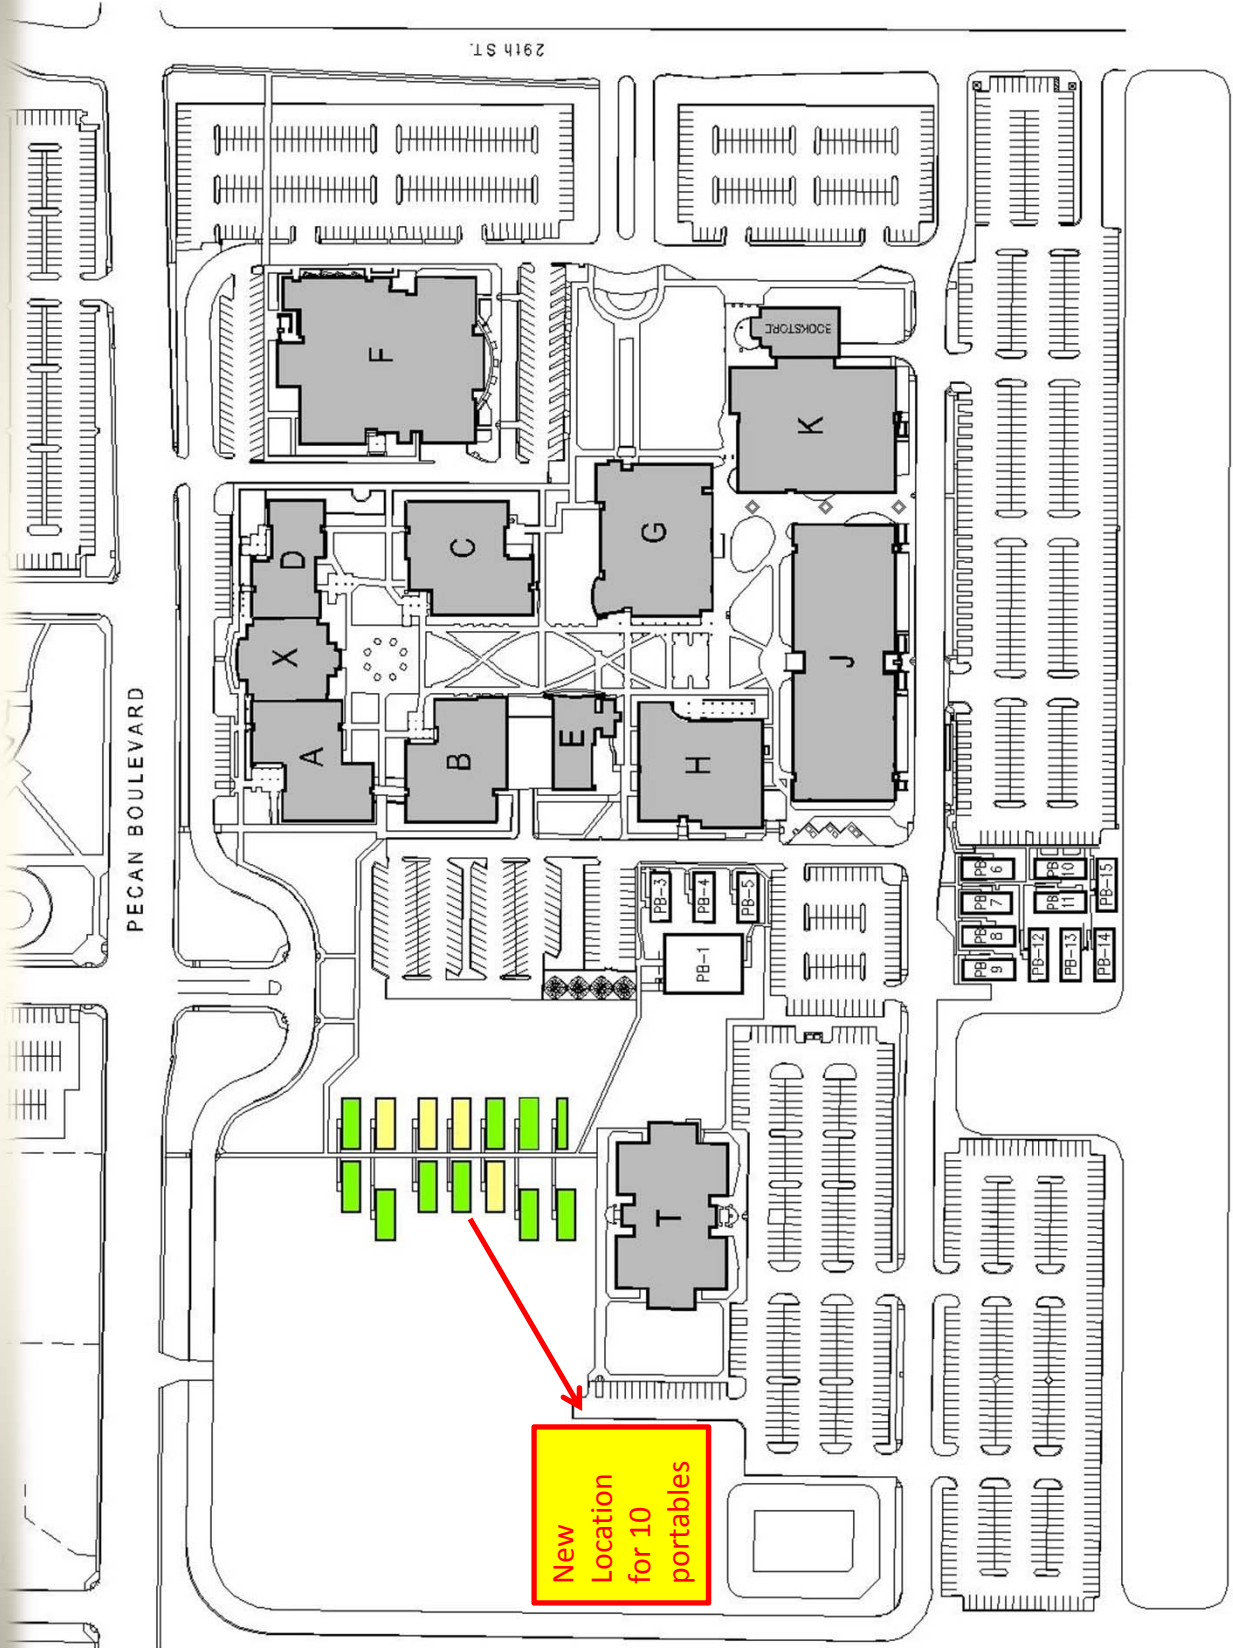 29th ST.
PECAN BOULEVARD
F
BOOKSTORE
K
D
C
G
X
J
A
B
E
H
PB-3
PB-4
PB-5
PB-1
PB
6
PB
7
PB
8
PB
9
PB
10
PB
11
PB-15
PB-12
PB-13
PB-14
T
New
Location
for 10
portables